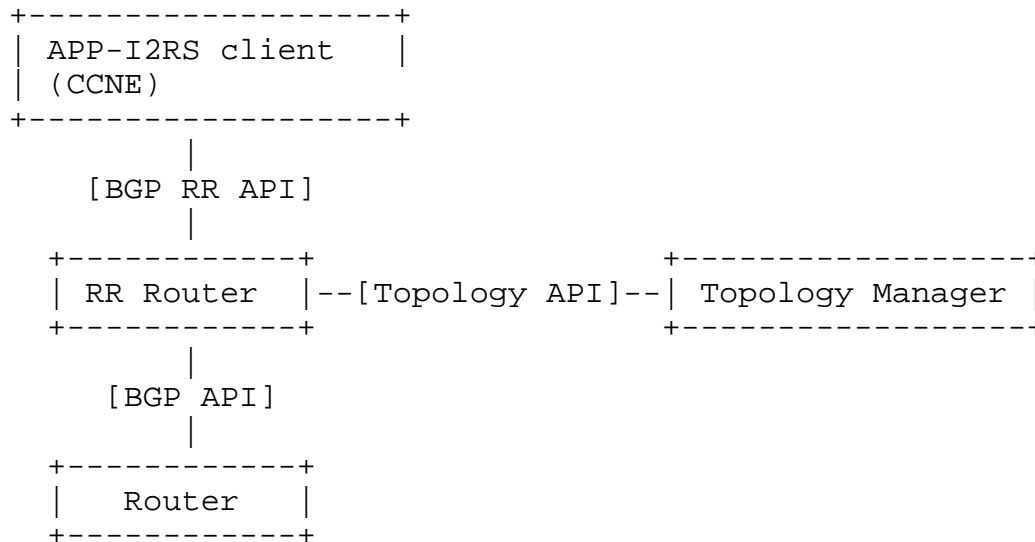 +-------------------+
| APP-I2RS client   |
| (CCNE)
+-------------------+
         |
    [BGP RR API]
         |
  +------------+                 +------------------+
  | RR Router  |--[Topology API]--| Topology Manager |
  +------------+                 +------------------+
         |
     [BGP API]
         |
  +------------+
  |   Router   |
  +------------+